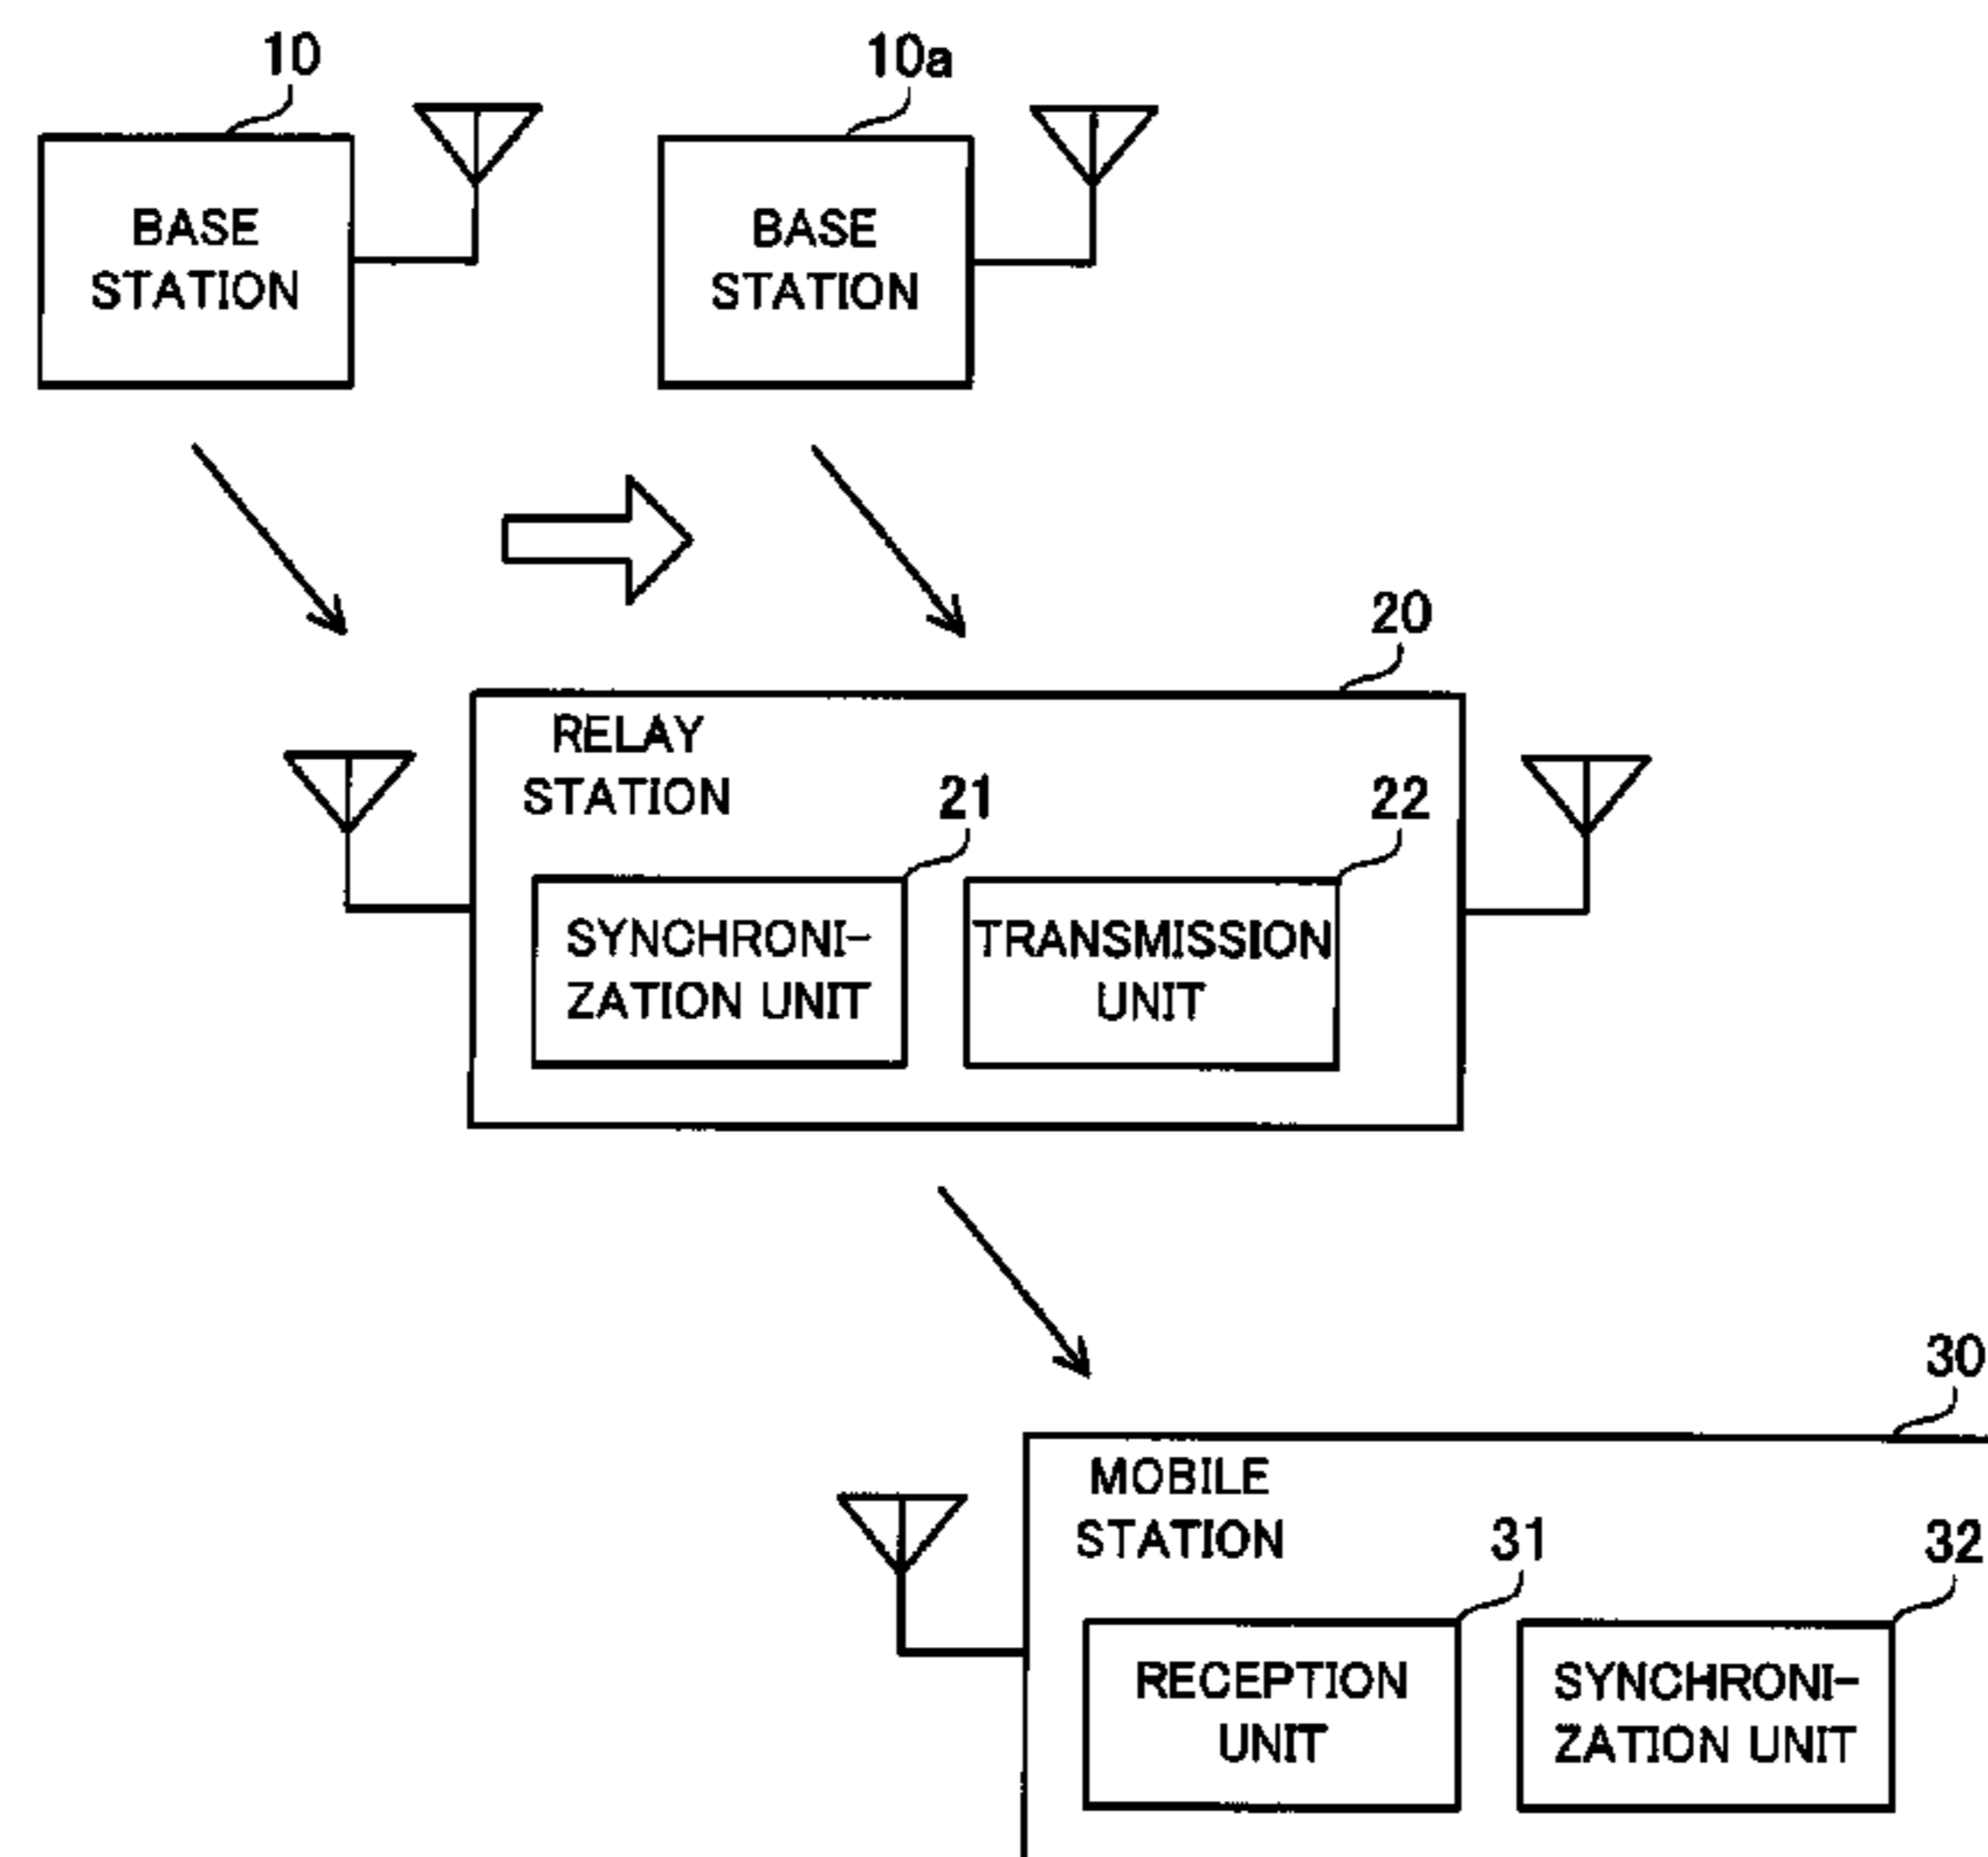 10
10a
BASE
STATION
BASE
STATION
20
RELAY
STATION
21
22
SYNCHRONI-
ZATION UNIT
TRANSMISSION
UNIT
30
MOBILE
STATION
31
32
RECEPTION
UNIT
SYNCHRONI-
ZATION UNIT